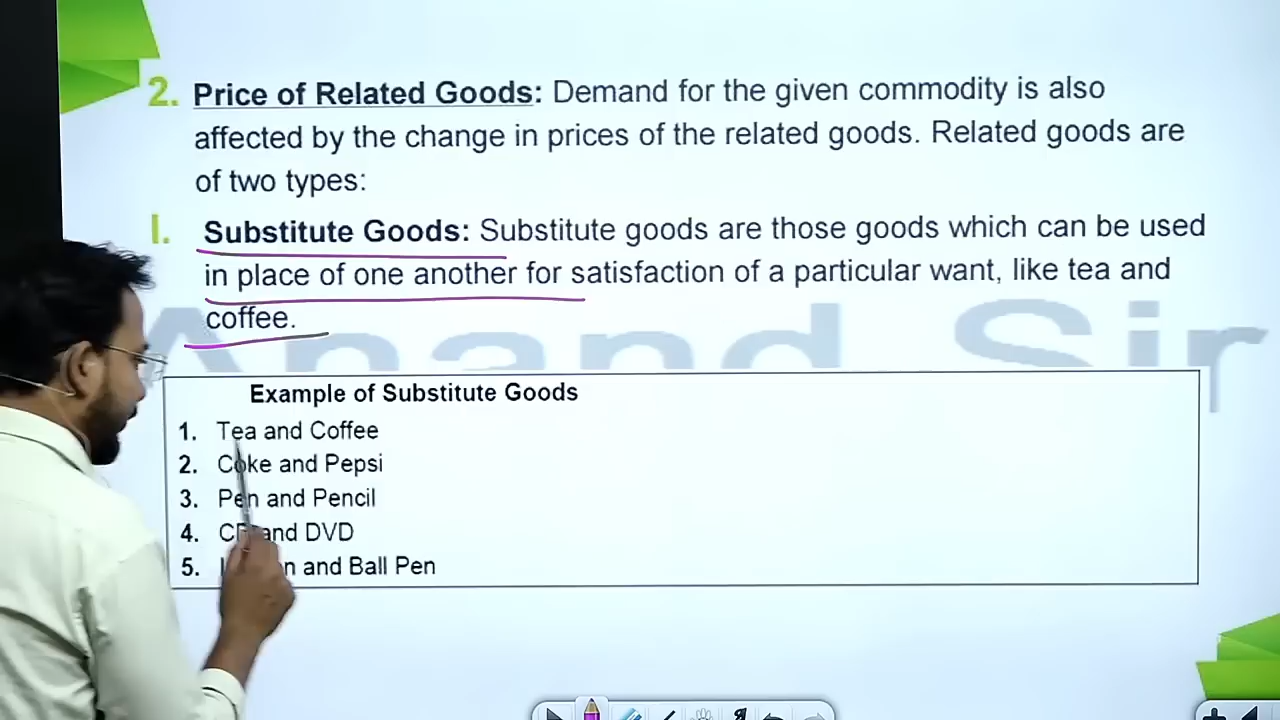 2. Price of Related Goods: Demand for the given commodity is also
affected by the change in prices of the related goods. Related goods are
of two types:
I. Substitute Goods: Substitute goods are those goods which can be used
in place of one another for satisfaction of a particular want, like tea and
coffee.
Anand Sir
Example of Substitute Goods
1. Tea and Coffee
2. Coke and Pepsi
3. Pen and Pencil
4. and DVD
5. and Ball Pen